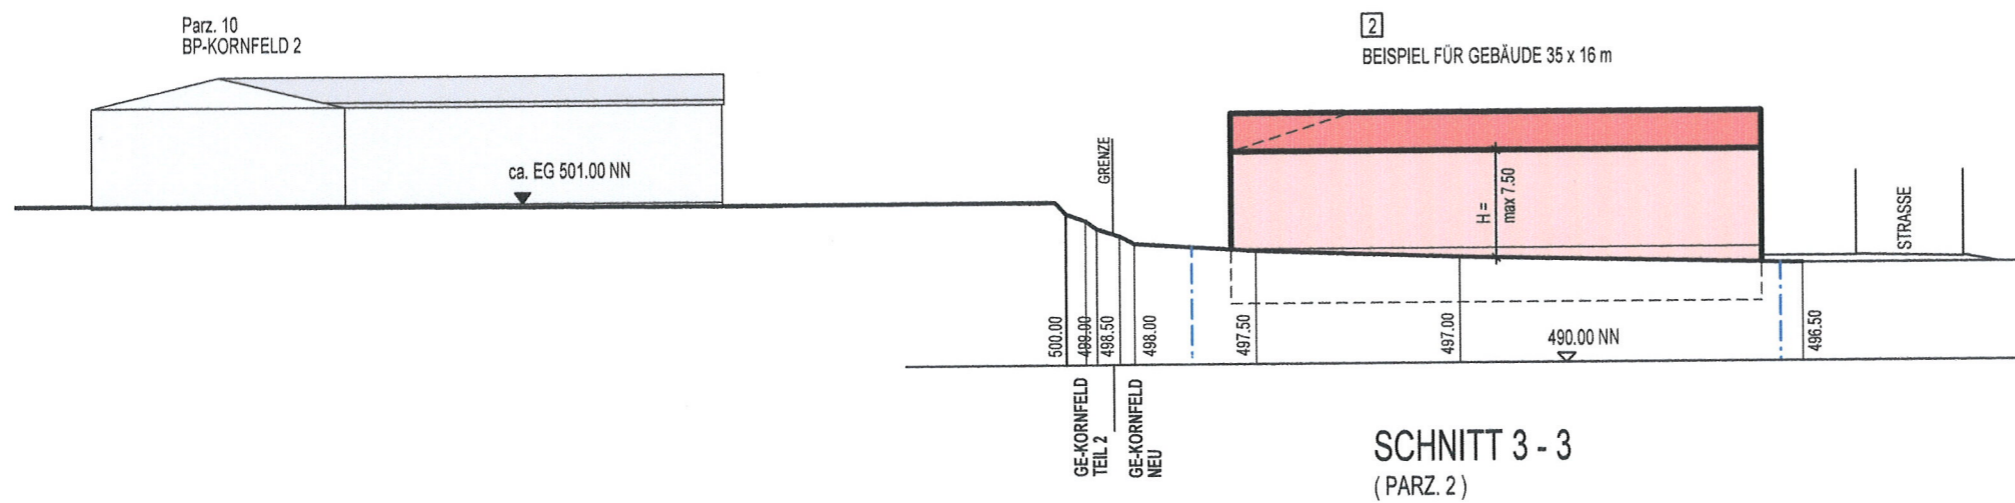 Parz. 10
BP-KORNFELD 2
2
BEISPIEL FÜR GEBÄUDE 35 x 16 m
ca. EG 501.00 NN
GRENZE
H =
max 7.50
STRASSE
500.00
499.00
498.50
498.00
497.50
497.00
490.00 NN
496.50
GE-KORNFELD
TEIL 2
GE-KORNFELD
NEU
SCHNITT 3 - 3
( PARZ. 2 )